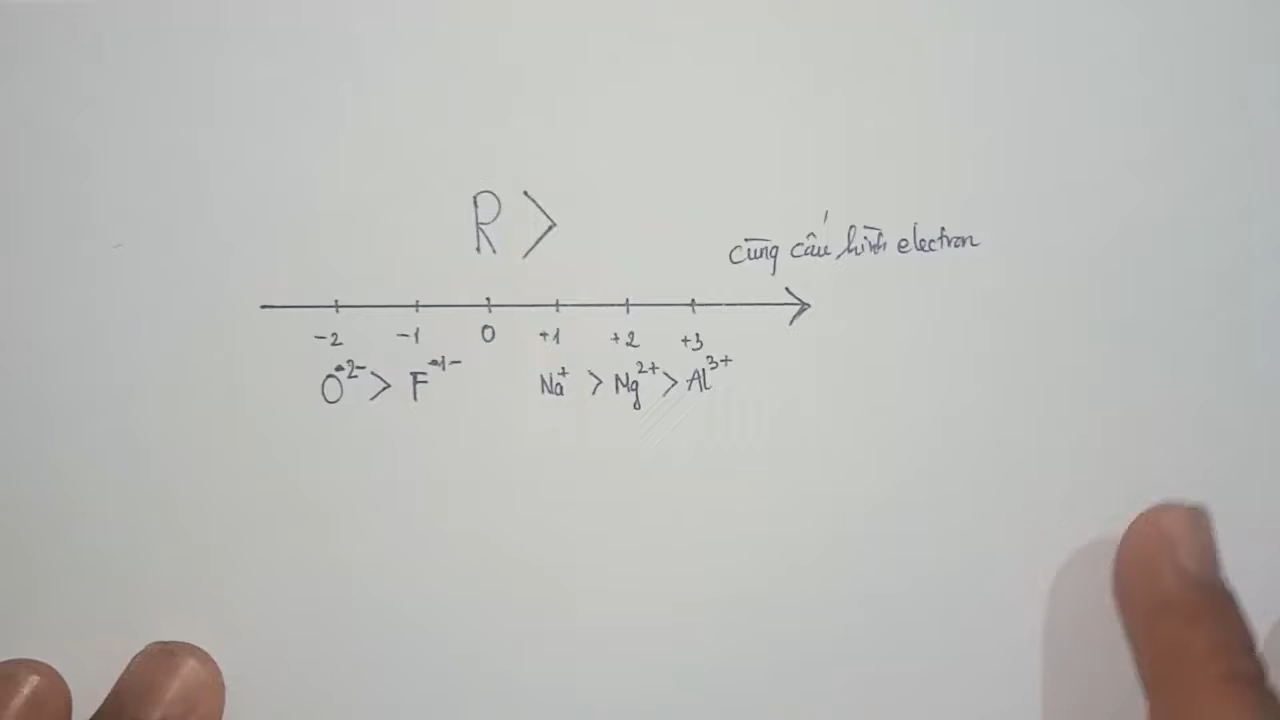 R >
cùng cấu hình electron
-2 -1 0 +1 +2 +3
O²⁻ > F¹⁻ Na⁺ > Mg²⁺ > Al³⁺